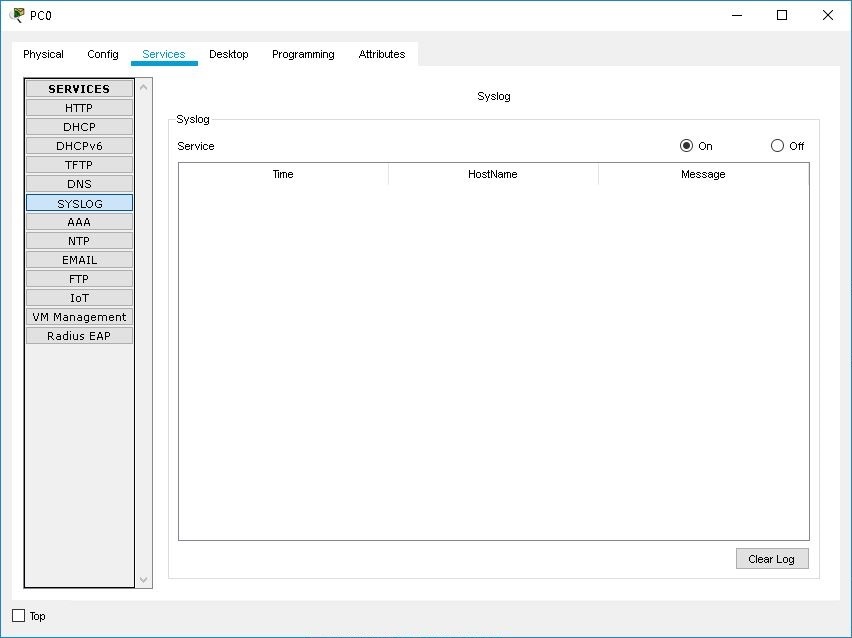 PC0
Physical Config Services Desktop Programming Attributes
SERVICES
HTTP
DHCP
DHCPv6
TFTP
DNS
SYSLOG
AAA
NTP
EMAIL
FTP
IoT
VM Management
Radius EAP
Syslog
Syslog
Service On Off
Time HostName Message
Clear Log
Top